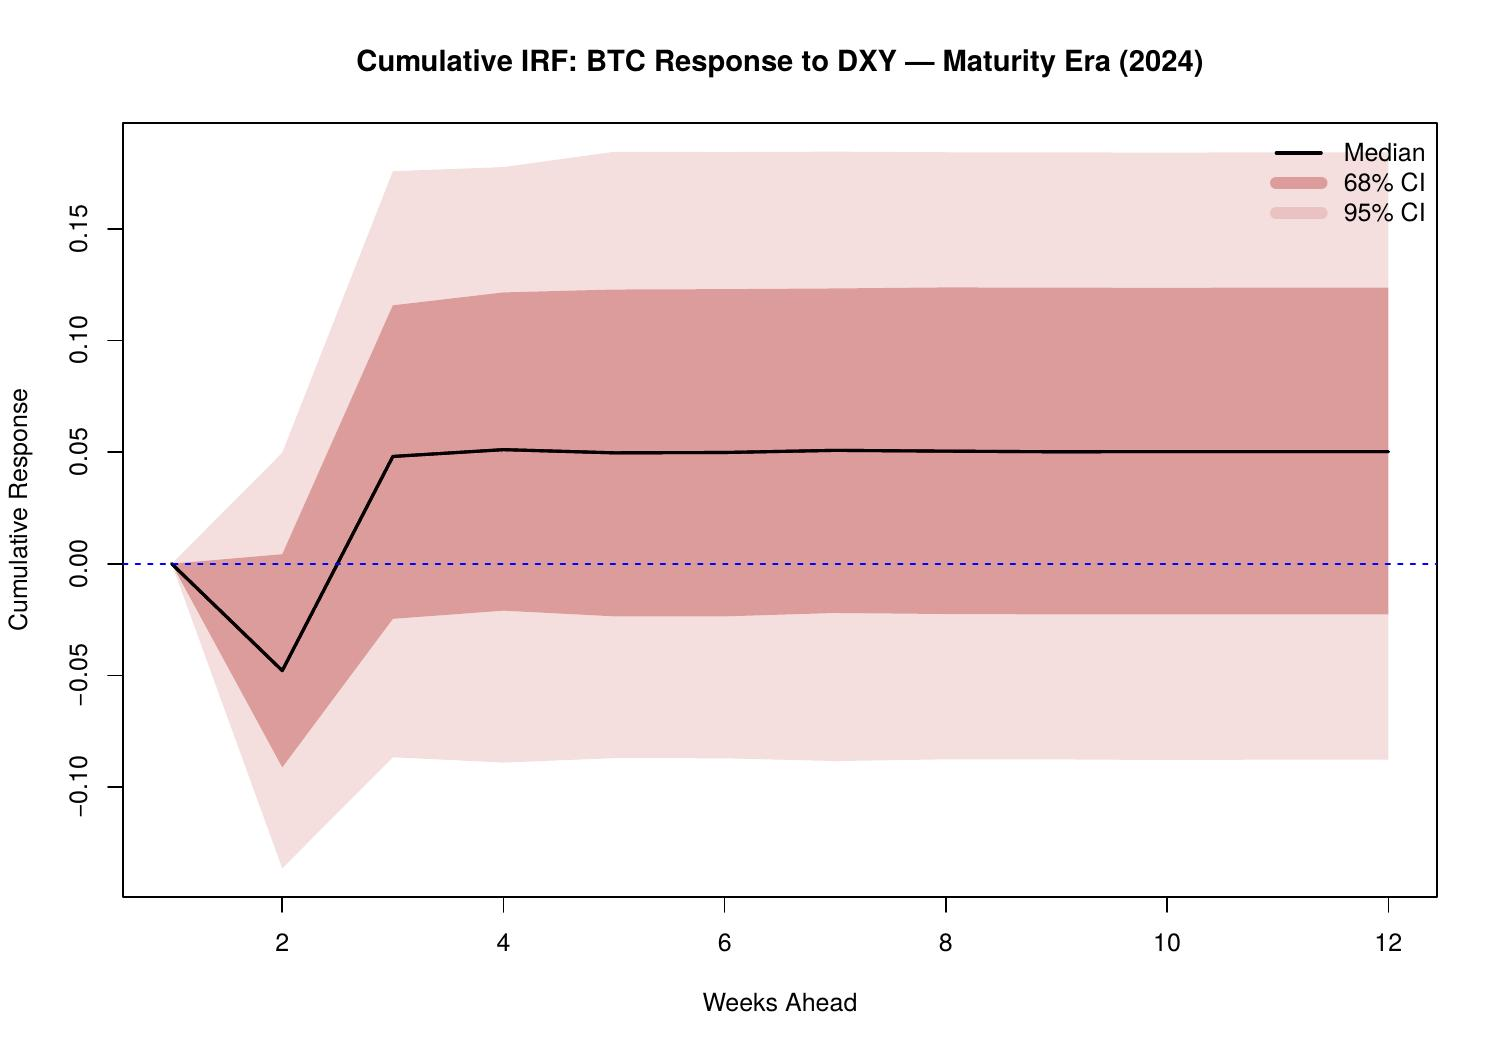 Cumulative IRF: BTC Response to DXY — Maturity Era (2024)
Median
68% CI
95% CI
Cumulative Response
0.15
0.10
0.05
0.00
−0.05
−0.10
2 4 6 8 10 12
Weeks Ahead